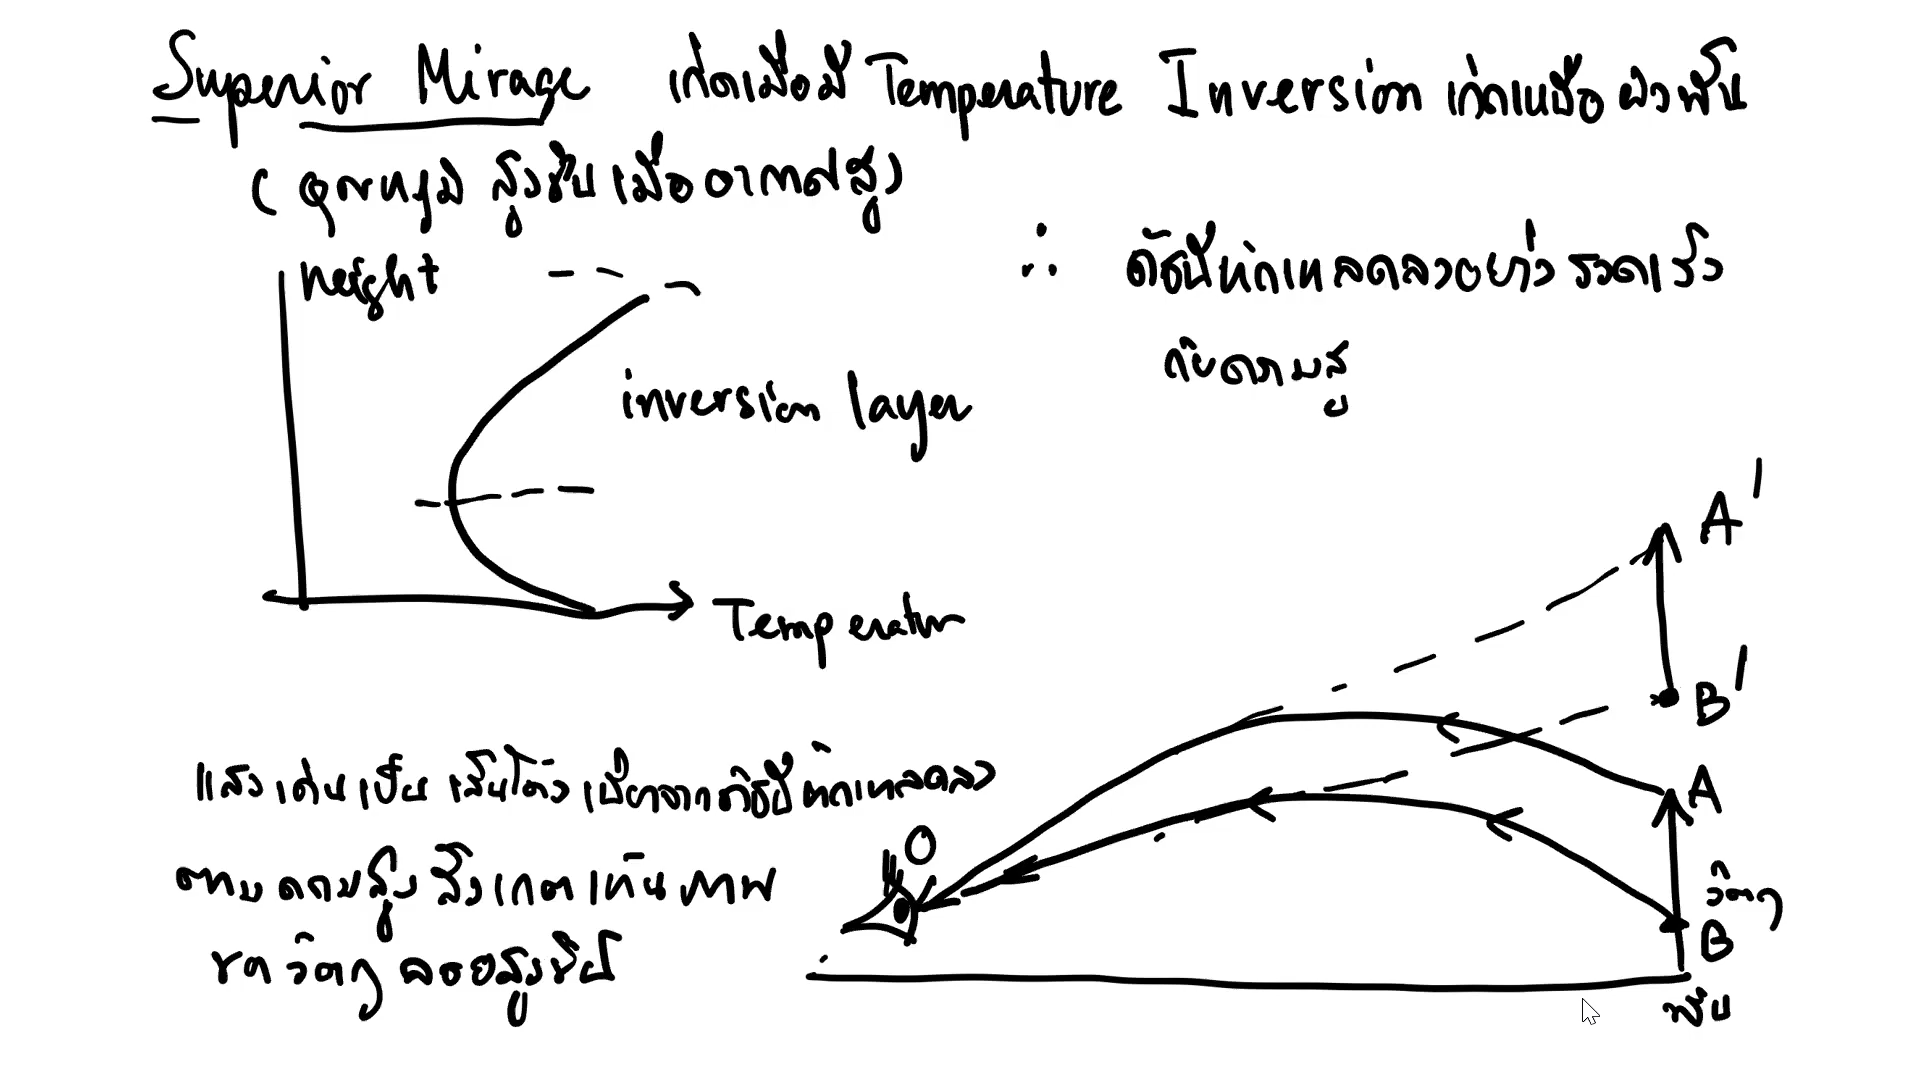 Superior Mirage เกิดเมื่อมี Temperature Inversion เกิดเหนือผิวพื้น
(อุณหภูมิ สูงขึ้นเมื่ออากาศสูง)
height
∴ ดัชนีหักเหลดลงอย่างรวดเร็ว
กับความสูง
inversion layer
Temperature
A'
B'
A
แสงเดินเป็นเส้นโค้งเนื่องจากดัชนีหักเหลดลง
O
ตามความสูง สังเกตเห็นภาพ
วัตถุ
B
ของวัตถุลอยสูงขึ้น
พื้น